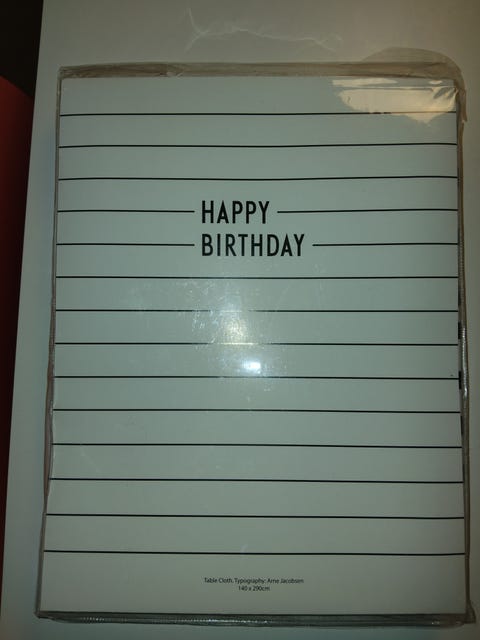 HAPPY
BIRTHDAY
Table Cloth. Typography: Arne Jacobsen
140 x 290cm